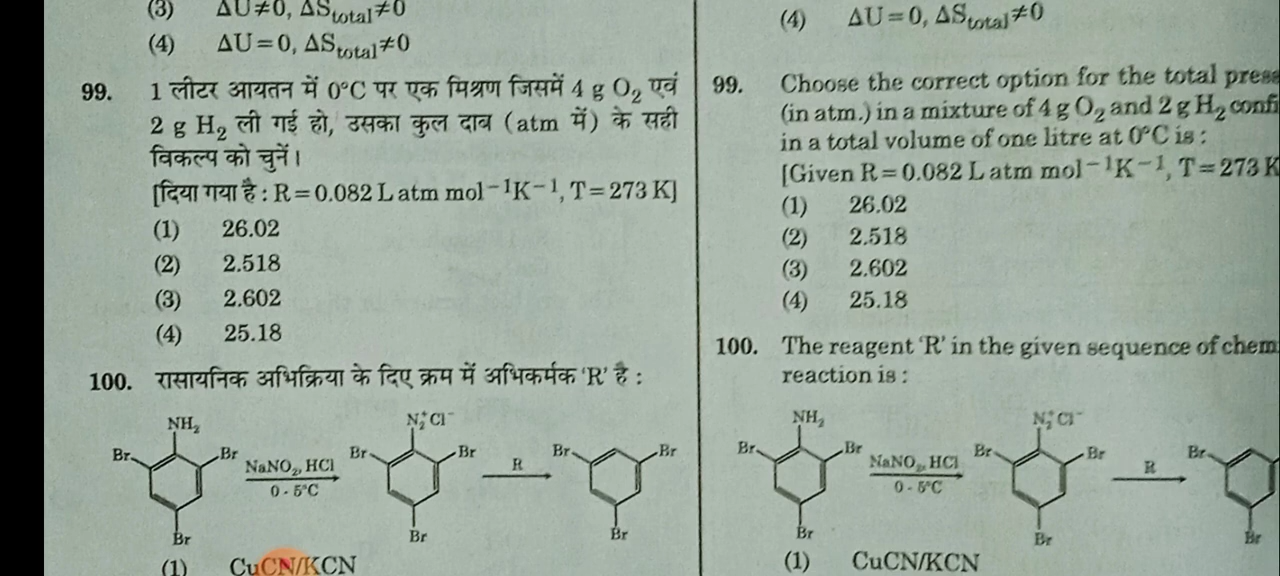 (3) ΔU≠0, ΔS_total≠0
(4) ΔU=0, ΔS_total≠0
99. 1 लीटर आयतन में 0°C पर एक मिश्रण जिसमें 4 g O₂ एवं
2 g H₂ ली गई हो, उसका कुल दाब (atm में) के सही
विकल्प को चुनें।
[दिया गया है : R=0.082 L atm mol⁻¹K⁻¹, T=273 K]
(1) 26.02
(2) 2.518
(3) 2.602
(4) 25.18
100. रासायनिक अभिक्रिया के दिए क्रम में अभिकर्मक 'R' है :
NH₂
Br
Br
Br
NaNO₂, HCl
0 - 5°C
N₂⁺Cl⁻
Br
Br
Br
R
Br
Br
Br
(1) CuCN/KCN
(4) ΔU=0, ΔS_total≠0
99. Choose the correct option for the total press
(in atm.) in a mixture of 4 g O₂ and 2 g H₂ confi
in a total volume of one litre at 0°C is :
[Given R=0.082 L atm mol⁻¹K⁻¹, T=273 K
(1) 26.02
(2) 2.518
(3) 2.602
(4) 25.18
100. The reagent 'R' in the given sequence of chem
reaction is :
NH₂
Br
Br
Br
NaNO₂, HCl
0 - 5°C
N₂⁺Cl⁻
Br
Br
Br
R
Br
Br
(1) CuCN/KCN